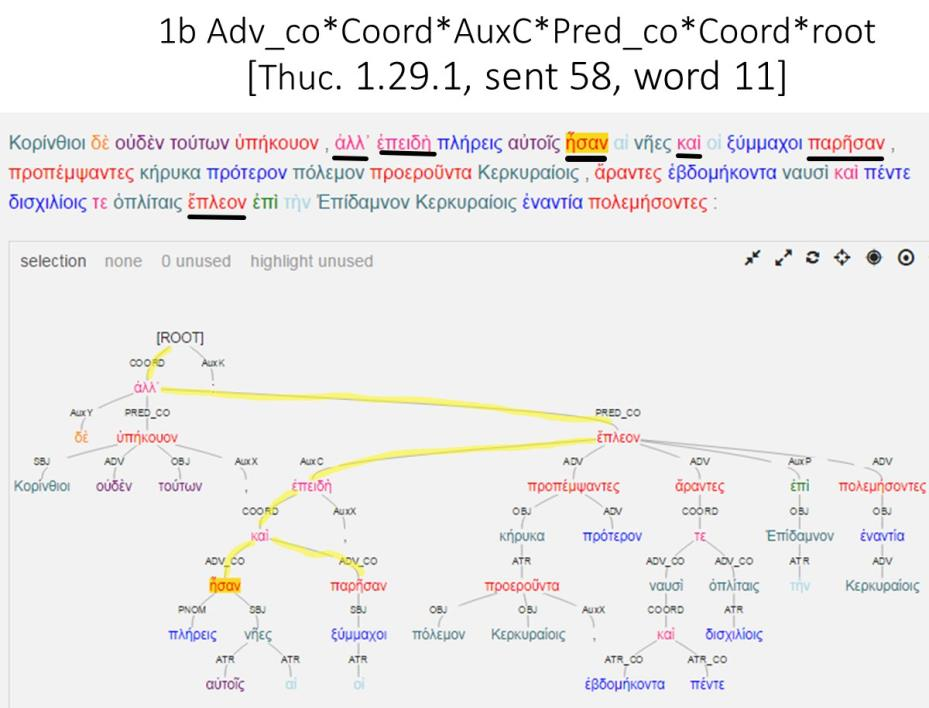 1b Adv_co*Coord*AuxC*Pred_co*Coord*root
[Thuc. 1.29.1, sent 58, word 11]
Κορίνθιοι δὲ οὐδὲν τούτων ὑπήκουον , ἀλλ’ ἐπειδὴ πλήρεις αὐτοῖς ἦσαν αἱ νῆες καὶ οἱ ξύμμαχοι παρῆσαν ,
προπέμψαντες κήρυκα πρότερον πόλεμον προεροῦντα Κερκυραίοις , ἄραντες ἑβδομήκοντα ναυσὶ καὶ πέντε
δισχιλίοις τε ὁπλίταις ἔπλεον ἐπὶ τὴν Ἐπίδαμνον Κερκυραίοις ἐναντία πολεμήσοντες :
selection none 0 unused highlight unused
[ROOT]
COORD AuxK
ἀλλ’ :
AuxY PRED_CO PRED_CO
δὲ ὑπήκουον ἔπλεον
SBJ ADV OBJ AuxX AuxC ADV ADV AuxP ADV
Κορίνθιοι οὐδὲν τούτων , ἐπειδὴ προπέμψαντες ἄραντες ἐπὶ πολεμήσοντες
COORD AuxX OBJ ADV COORD OBJ OBJ
καὶ , κήρυκα πρότερον τε Ἐπίδαμνον ἐναντία
ADV_CO ADV_CO ATR ADV_CO ADV_CO ATR ADV
ἦσαν παρῆσαν προεροῦντα ναυσὶ ὁπλίταις τὴν Κερκυραίοις
PNOM SBJ SBJ OBJ OBJ AuxX COORD ATR
πλήρεις νῆες ξύμμαχοι πόλεμον Κερκυραίοις , καὶ δισχιλίοις
ATR ATR ATR ATR_CO ATR_CO
αὐτοῖς αἱ οἱ ἑβδομήκοντα πέντε